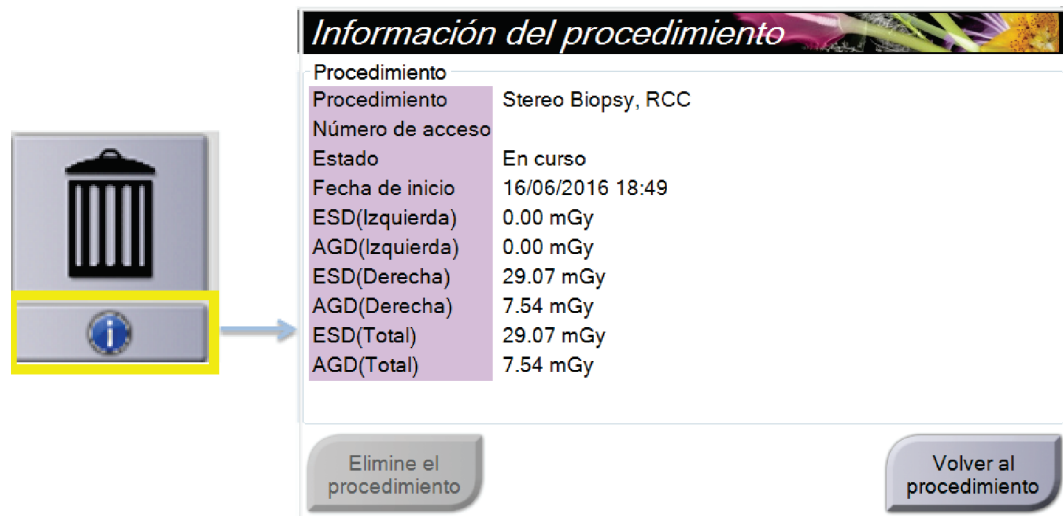 Información del procedimiento
Procedimiento
Procedimiento Stereo Biopsy, RCC
Número de acceso
Estado En curso
Fecha de inicio 16/06/2016 18:49
ESD(Izquierda) 0.00 mGy
AGD(Izquierda) 0.00 mGy
ESD(Derecha) 29.07 mGy
AGD(Derecha) 7.54 mGy
ESD(Total) 29.07 mGy
AGD(Total) 7.54 mGy
i
Elimine el
procedimiento
Volver al
procedimiento